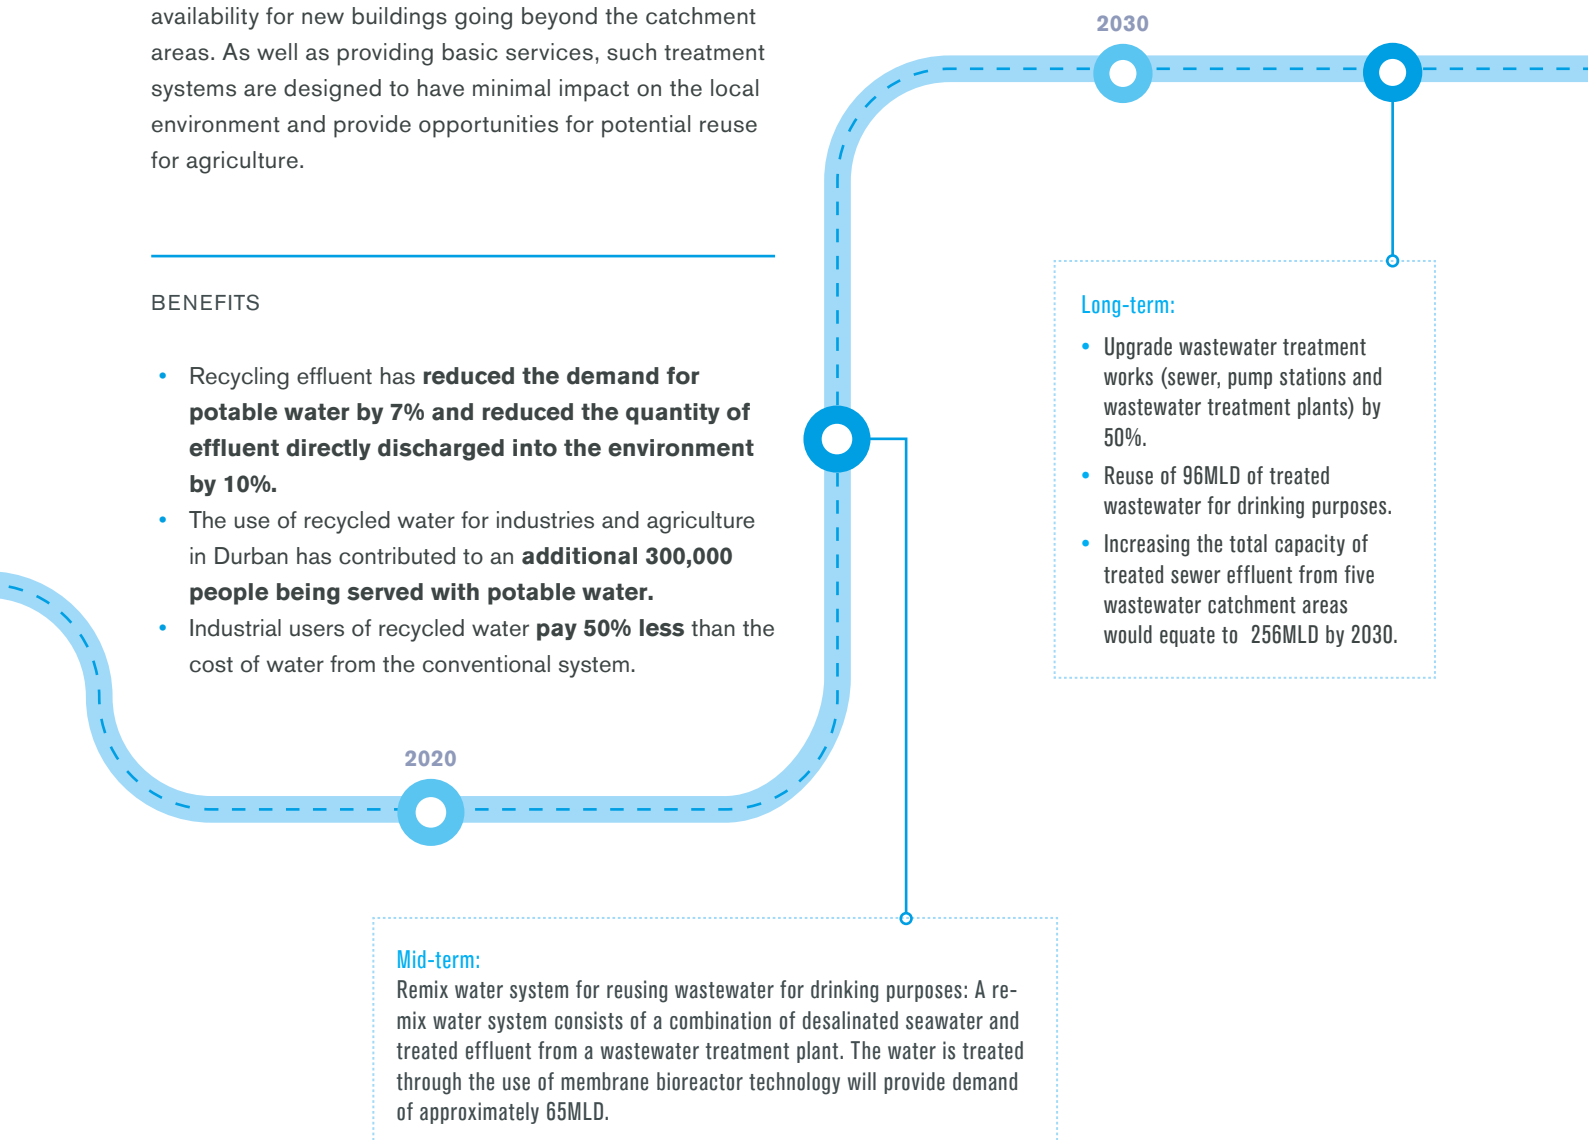 availability for new buildings going beyond the catchment
areas. As well as providing basic services, such treatment
systems are designed to have minimal impact on the local
environment and provide opportunities for potential reuse
for agriculture.
BENEFITS
• Recycling effluent has reduced the demand for
potable water by 7% and reduced the quantity of
effluent directly discharged into the environment
by 10%.
• The use of recycled water for industries and agriculture
in Durban has contributed to an additional 300,000
people being served with potable water.
• Industrial users of recycled water pay 50% less than the
cost of water from the conventional system.
2020
2030
Mid-term:
Remix water system for reusing wastewater for drinking purposes: A re-
mix water system consists of a combination of desalinated seawater and
treated effluent from a wastewater treatment plant. The water is treated
through the use of membrane bioreactor technology will provide demand
of approximately 65MLD.
Long-term:
• Upgrade wastewater treatment
works (sewer, pump stations and
wastewater treatment plants) by
50%.
• Reuse of 96MLD of treated
wastewater for drinking purposes.
• Increasing the total capacity of
treated sewer effluent from five
wastewater catchment areas
would equate to  256MLD by 2030.